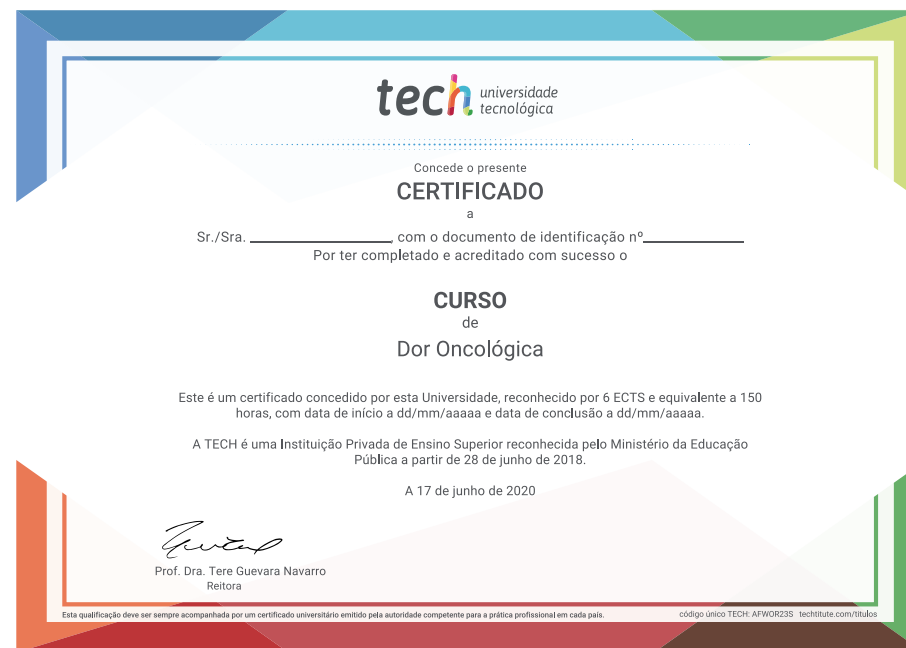 tech universidade
tecnológica
Concede o presente
CERTIFICADO
a
Sr./Sra. ____________________, com o documento de identificação nº______________
Por ter completado e acreditado com sucesso o
CURSO
de
Dor Oncológica
Este é um certificado concedido por esta Universidade, reconhecido por 6 ECTS e equivalente a 150
horas, com data de início a dd/mm/aaaaa e data de conclusão a dd/mm/aaaaa.
A TECH é uma Instituição Privada de Ensino Superior reconhecida pelo Ministério da Educação
Pública a partir de 28 de junho de 2018.
A 17 de junho de 2020
Prof. Dra. Tere Guevara Navarro
Reitora
Esta qualificação deve ser sempre acompanhada por um certificado universitário emitido pela autoridade competente para a prática profissional em cada país.
código único TECH: AFWOR23S techtitute.com/titulos